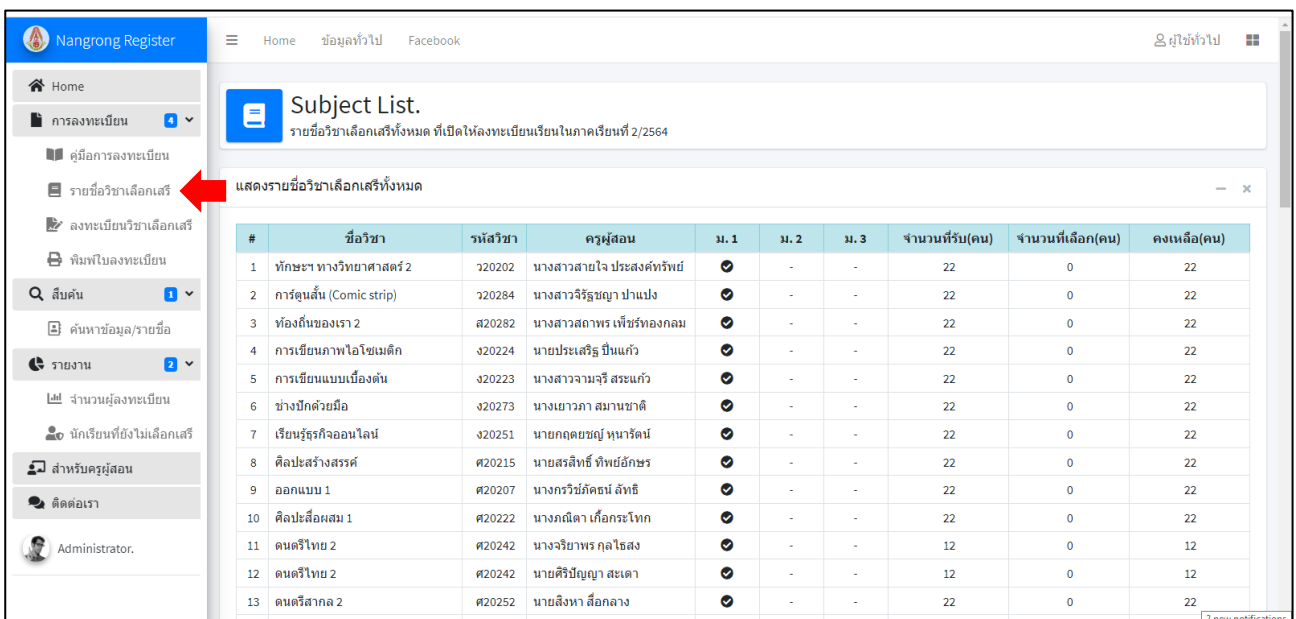 Nangrong Register
Home ข้อมูลทั่วไป Facebook
ผู้ใช้ทั่วไป
Home
การลงทะเบียน 4
คู่มือการลงทะเบียน
รายชื่อวิชาเลือกเสรี
ลงทะเบียนวิชาเลือกเสรี
พิมพ์ใบลงทะเบียน
สืบค้น 1
ค้นหาข้อมูล/รายชื่อ
รายงาน 2
จำนวนผู้ลงทะเบียน
นักเรียนที่ยังไม่เลือกเสรี
สำหรับครูผู้สอน
ติดต่อเรา
Administrator.
Subject List.
รายชื่อวิชาเลือกเสรีทั้งหมด ที่เปิดให้ลงทะเบียนเรียนในภาคเรียนที่ 2/2564
แสดงรายชื่อวิชาเลือกเสรีทั้งหมด
# ชื่อวิชา รหัสวิชา ครูผู้สอน ม. 1 ม. 2 ม. 3 จำนวนที่รับ(คน) จำนวนที่เลือก(คน) คงเหลือ(คน)
1 ทักษะฯ ทางวิทยาศาสตร์ 2 ว20202 นางสาวสายใจ ประสงค์ทรัพย์ - - 22 0 22
2 การ์ตูนสั้น (Comic strip) ว20284 นางสาวจิรัฐชญา ปาแปง - - 22 0 22
3 ท้องถิ่นของเรา 2 ส20282 นางสาวสถาพร เพ็ชร์ทองกลม - - 22 0 22
4 การเขียนภาพไอโซเมติก ง20224 นายประเสริฐ ปิ่นแก้ว - - 22 0 22
5 การเขียนแบบเบื้องต้น ง20223 นางสาวจามจุรี สระแก้ว - - 22 0 22
6 ช่างปักด้วยมือ ง20273 นางเยาวภา สมานชาติ - - 22 0 22
7 เรียนรู้ธุรกิจออนไลน์ ง20251 นายกฤตยชญ์ หุนารัตน์ - - 22 0 22
8 ศิลปะสร้างสรรค์ ศ20215 นายสรสิทธิ์ ทิพย์อักษร - - 22 0 22
9 ออกแบบ 1 ศ20207 นางกรวิช์ภัคธน์ ลัทธิ - - 22 0 22
10 ศิลปะสื่อผสม 1 ศ20222 นางภณิตา เกื้อกระโทก - - 22 0 22
11 ดนตรีไทย 2 ศ20242 นางจริยาพร กุลไธสง - - 12 0 12
12 ดนตรีไทย 2 ศ20242 นายศิริปัญญา สะเดา - - 12 0 12
13 ดนตรีสากล 2 ศ20252 นายสิงหา สื่อกลาง - - 22 0 22
2 new notifications